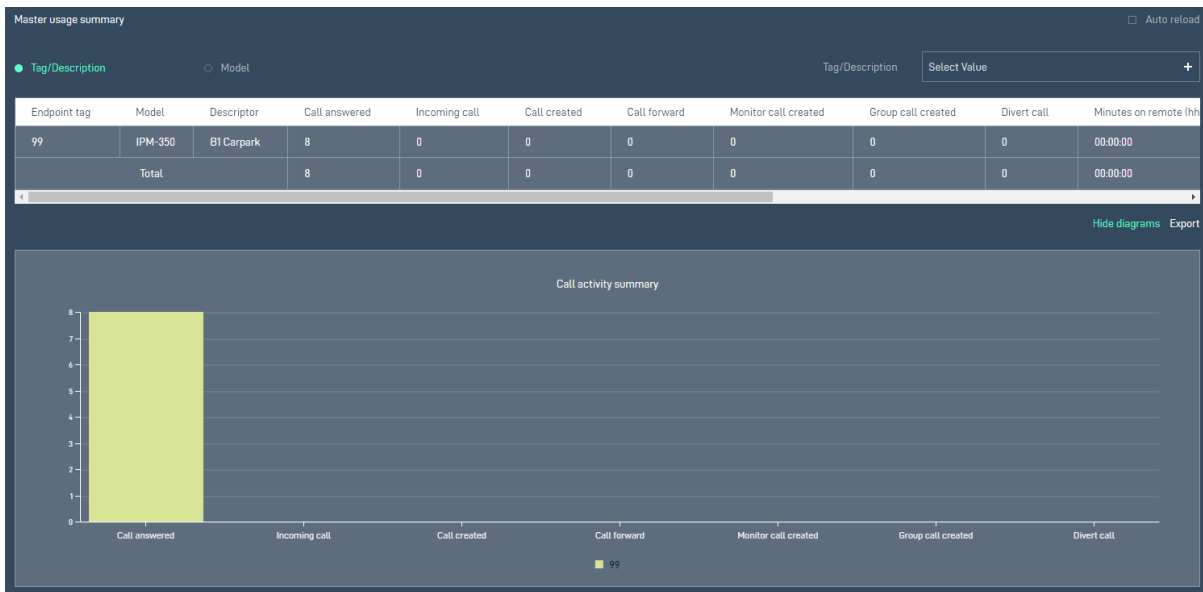 Master usage summary Auto reload
Tag/Description Model Tag/Description Select Value +
Endpoint tag Model Descriptor Call answered Incoming call Call created Call forward Monitor call created Group call created Divert call Minutes on remote (hh
99 IPM-350 B1 Carpark 8 0 0 0 0 0 0 00:00:00
Total 8 0 0 0 0 0 0 00:00:00
Hide diagrams Export
Call activity summary
8
7
6
5
4
3
2
1
0
Call answered Incoming call Call created Call forward Monitor call created Group call created Divert call
99